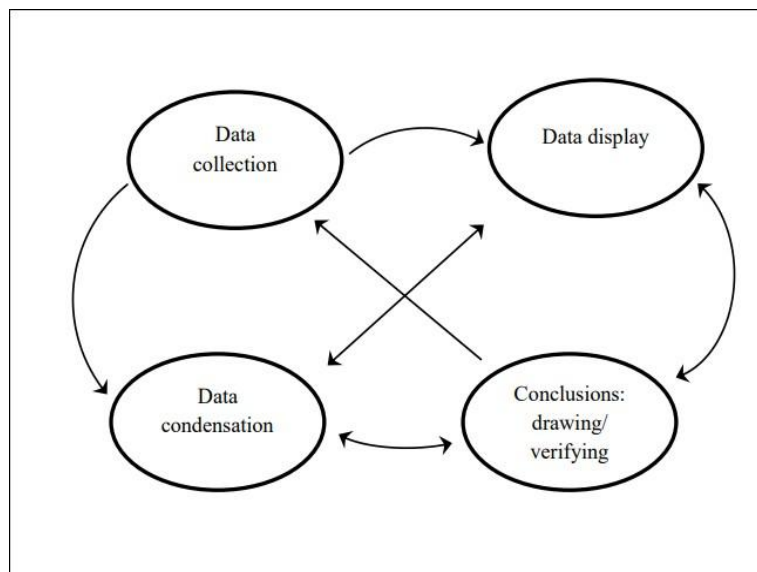 Data
collection
Data display
Data
condensation
Conclusions:
drawing/
verifying